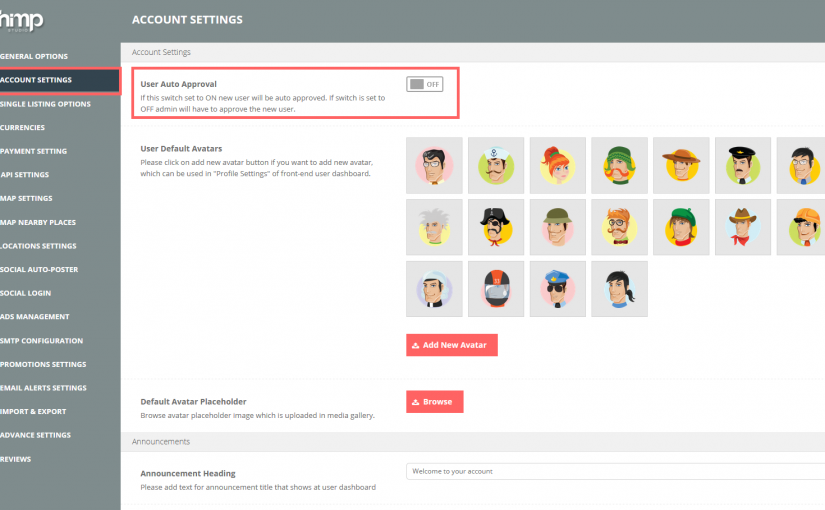 himp
STUDIO
ACCOUNT SETTINGS
GENERAL OPTIONS
ACCOUNT SETTINGS
SINGLE LISTING OPTIONS
CURRENCIES
PAYMENT SETTING
API SETTINGS
MAP SETTINGS
MAP NEARBY PLACES
LOCATIONS SETTINGS
SOCIAL AUTO-POSTER
SOCIAL LOGIN
ADS MANAGEMENT
SMTP CONFIGURATION
PROMOTIONS SETTINGS
EMAIL ALERTS SETTINGS
IMPORT & EXPORT
ADVANCE SETTINGS
REVIEWS
Account Settings
User Auto Approval
OFF
If this switch set to ON new user will be auto approved. If switch is set to
OFF admin will have to approve the new user.
User Default Avatars
Please click on add new avatar button if you want to add new avatar,
which can be used in "Profile Settings" of front-end user dashboard.
Add New Avatar
Default Avatar Placeholder
Browse avatar placeholder image which is uploaded in media gallery.
Browse
Announcements
Announcement Heading
Please add text for announcement title that shows at user dashboard
Welcome to your account